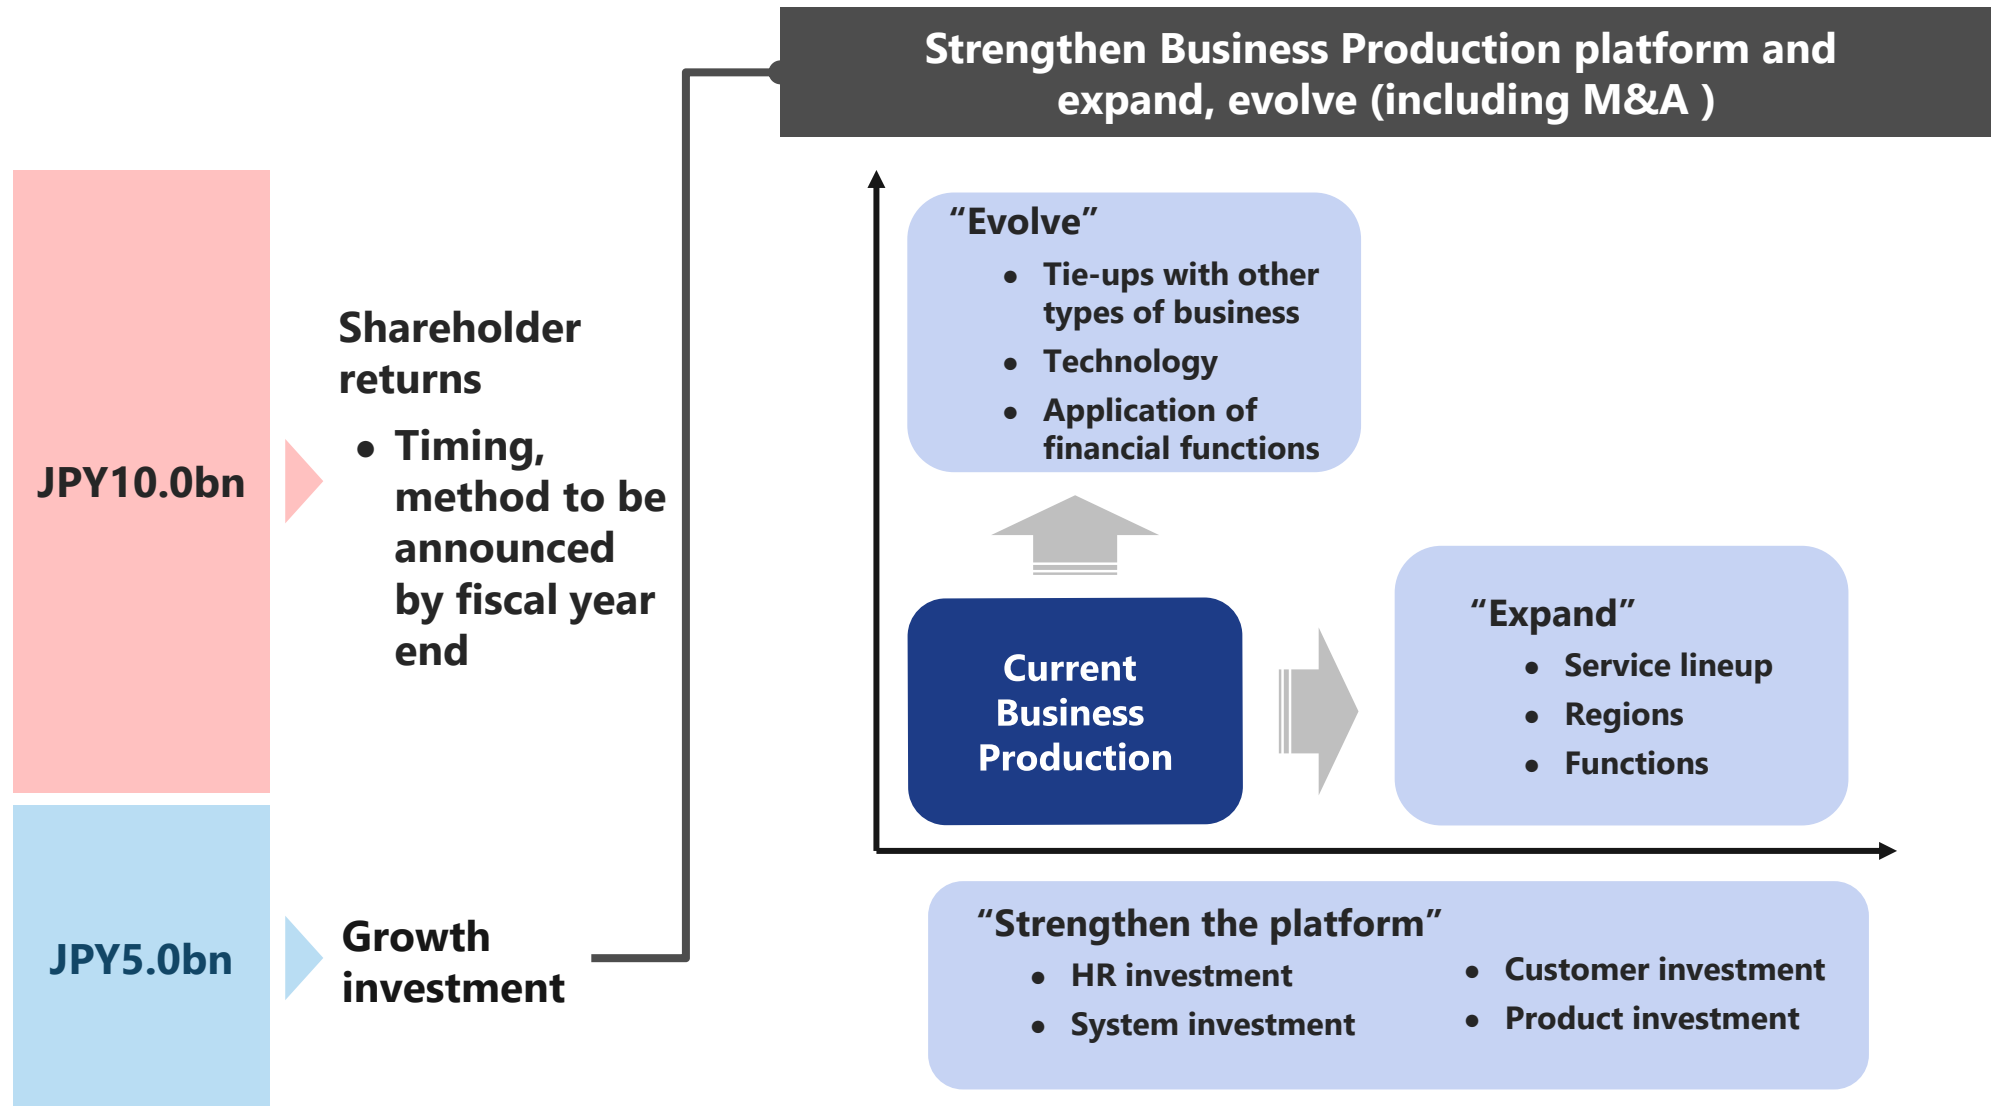 Strengthen Business Production platform and
expand, evolve (including M&A )
JPY10.0bn
Shareholder
returns
● Timing,
method to be
announced
by fiscal year
end
JPY5.0bn
Growth
investment
“Evolve”
● Tie-ups with other
types of business
● Technology
● Application of
financial functions
Current
Business
Production
“Expand”
● Service lineup
● Regions
● Functions
“Strengthen the platform”
● HR investment
● System investment
● Customer investment
● Product investment